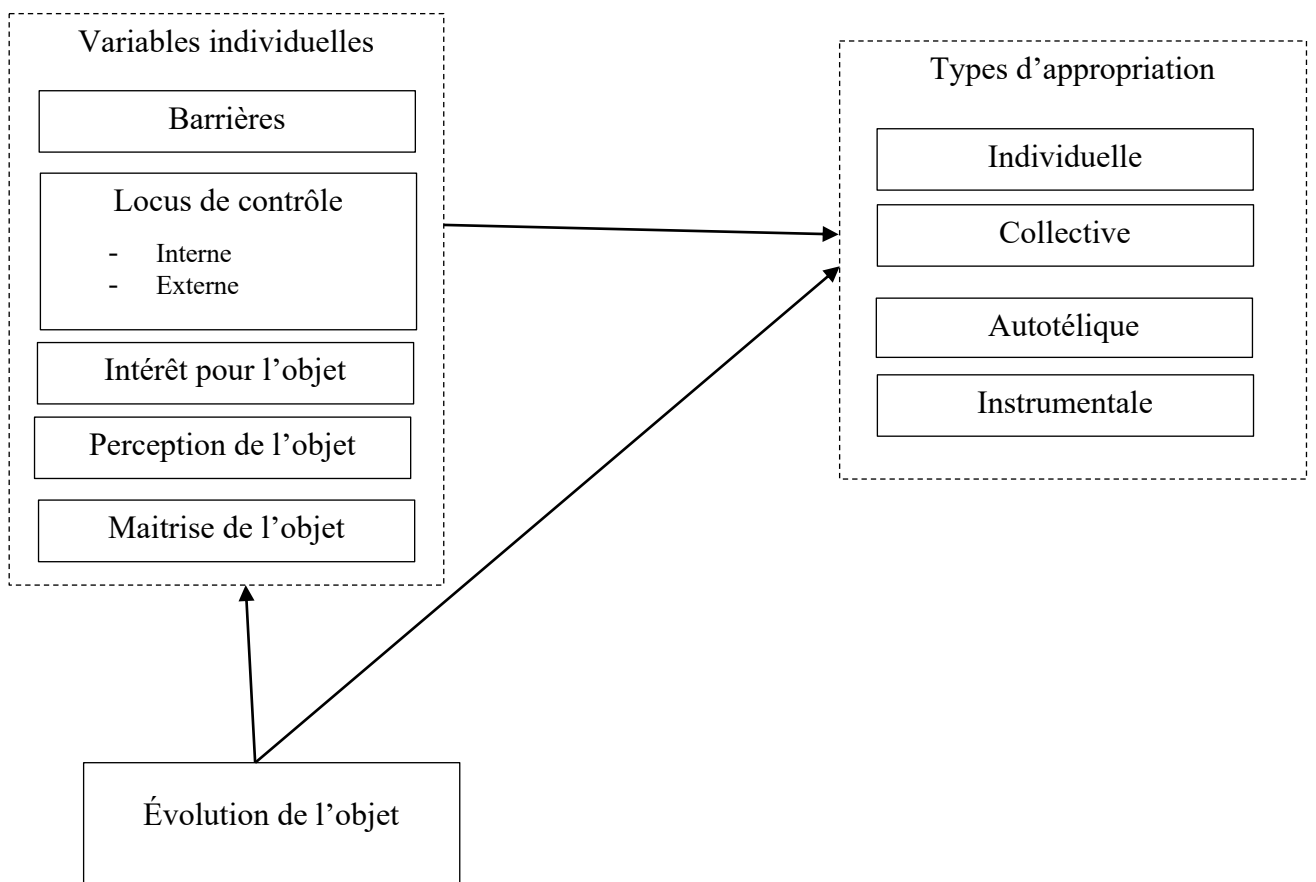 Variables individuelles
Barrières
Locus de contrôle
- Interne
- Externe
Intérêt pour l’objet
Perception de l’objet
Maitrise de l’objet
Types d’appropriation
Individuelle
Collective
Autotélique
Instrumentale
Évolution de l’objet